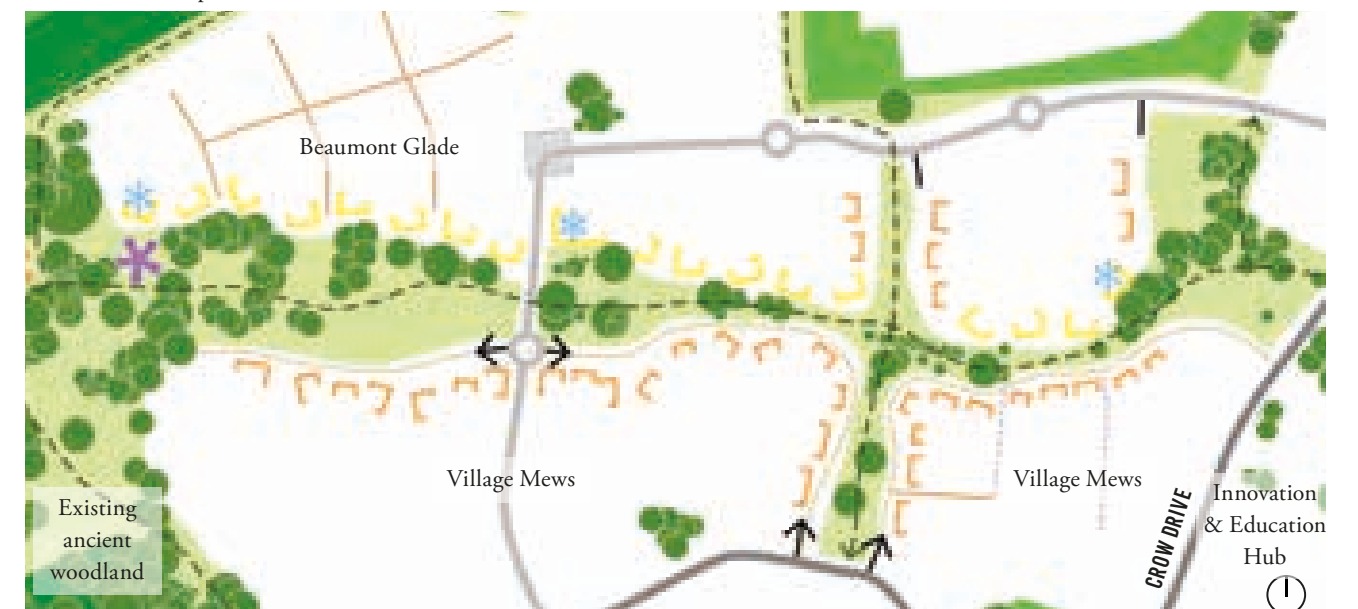 Beaumont Glade
Village Mews
Village Mews
Existing
ancient
woodland
CROW DRIVE
Innovation
& Education
Hub